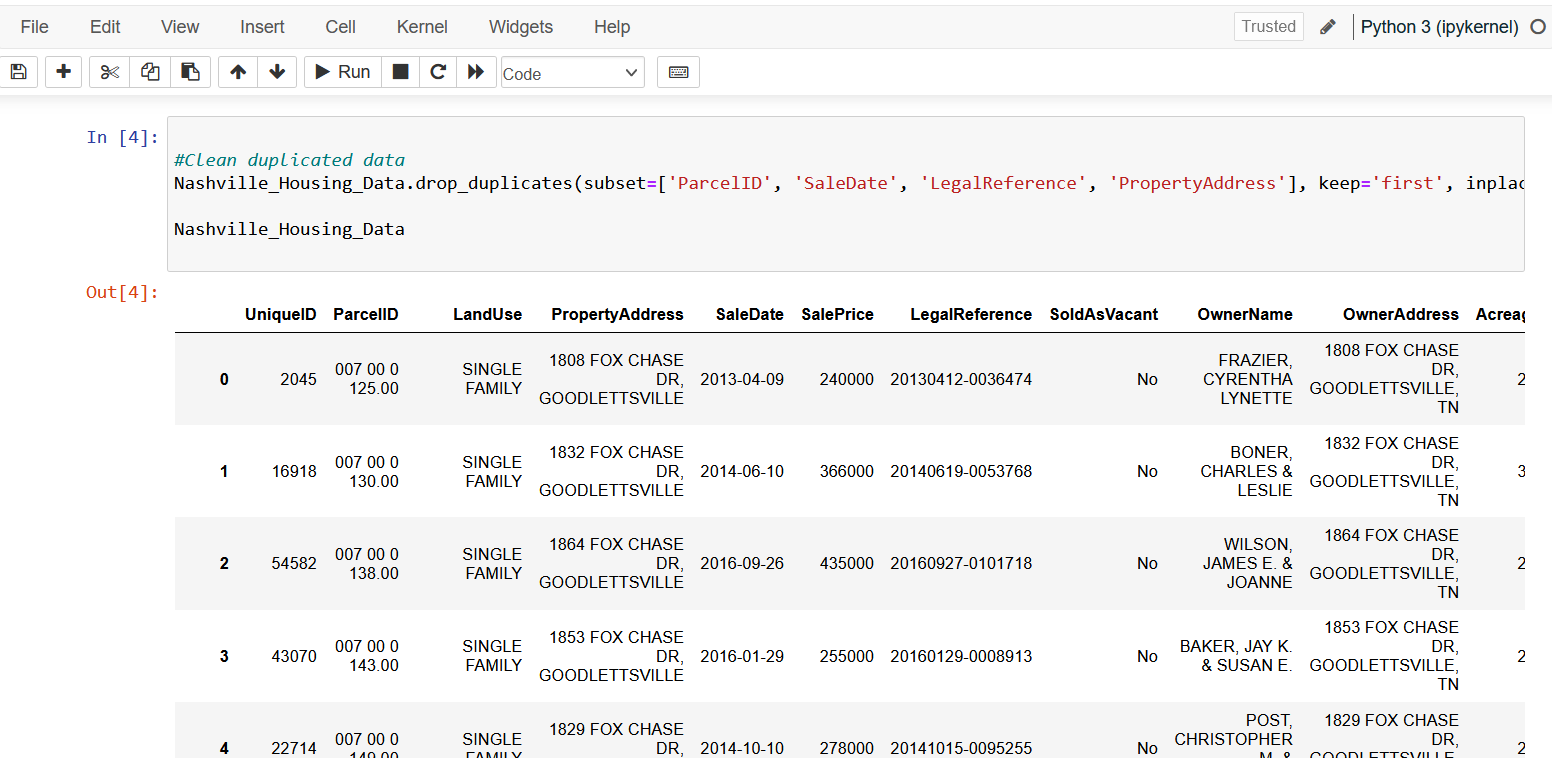 File Edit View Insert Cell Kernel Widgets Help Trusted Python 3 (ipykernel)
Run Code
In [4]:
#Clean duplicated data
Nashville_Housing_Data.drop_duplicates(subset=['ParcelID', 'SaleDate', 'LegalReference', 'PropertyAddress'], keep='first', inplac
Nashville_Housing_Data
Out[4]:
UniqueID ParcelID LandUse PropertyAddress SaleDate SalePrice LegalReference SoldAsVacant OwnerName OwnerAddress Acreag
0 2045 007 00 0 125.00 SINGLE FAMILY 1808 FOX CHASE DR, GOODLETTSVILLE 2013-04-09 240000 20130412-0036474 No FRAZIER, CYRENTHA LYNETTE 1808 FOX CHASE DR, GOODLETTSVILLE, TN 2
1 16918 007 00 0 130.00 SINGLE FAMILY 1832 FOX CHASE DR, GOODLETTSVILLE 2014-06-10 366000 20140619-0053768 No BONER, CHARLES & LESLIE 1832 FOX CHASE DR, GOODLETTSVILLE, TN 3
2 54582 007 00 0 138.00 SINGLE FAMILY 1864 FOX CHASE DR, GOODLETTSVILLE 2016-09-26 435000 20160927-0101718 No WILSON, JAMES E. & JOANNE 1864 FOX CHASE DR, GOODLETTSVILLE, TN 2
3 43070 007 00 0 143.00 SINGLE FAMILY 1853 FOX CHASE DR, GOODLETTSVILLE 2016-01-29 255000 20160129-0008913 No BAKER, JAY K. & SUSAN E. 1853 FOX CHASE DR, GOODLETTSVILLE, TN 2
4 22714 007 00 0 149.00 SINGLE FAMILY 1829 FOX CHASE DR, 2014-10-10 278000 20141015-0095255 No POST, CHRISTOPHER M. & 1829 FOX CHASE DR, GOODLETTSVILLE, 2